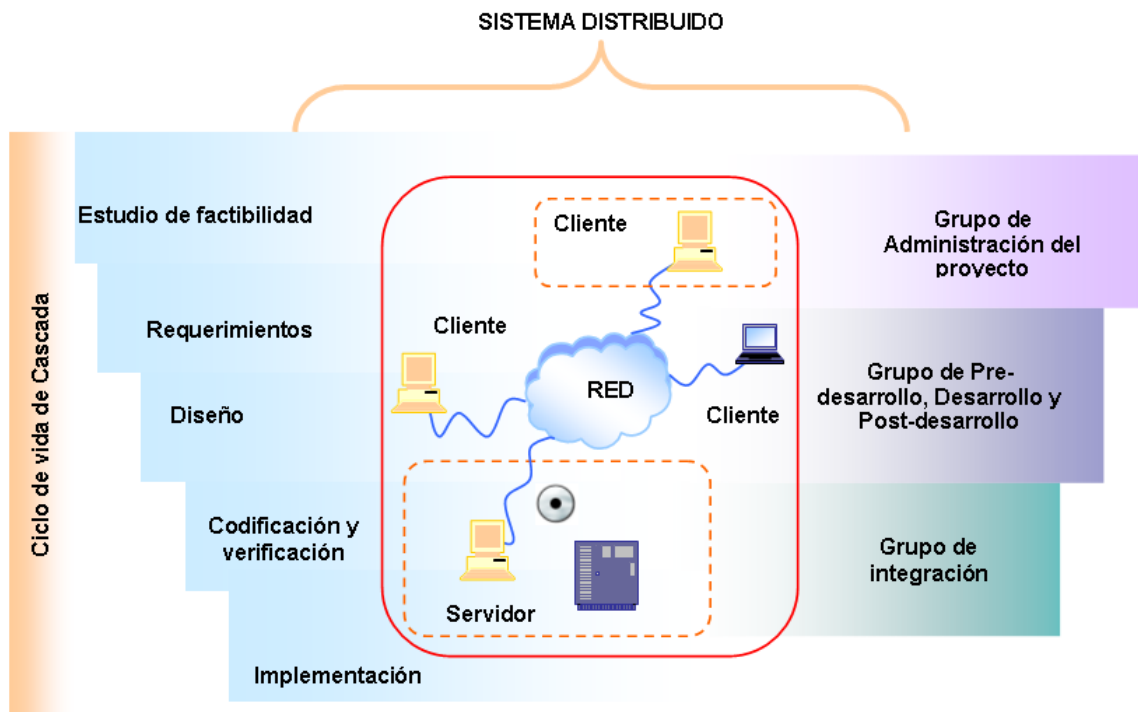 SISTEMA DISTRIBUIDO
Ciclo de vida de Cascada
Estudio de factibilidad
Requerimientos
Diseño
Codificación y
verificación
Implementación
Cliente
Cliente
RED
Cliente
Servidor
Grupo de
Administración del
proyecto
Grupo de Pre-
desarrollo, Desarrollo y
Post-desarrollo
Grupo de
integración